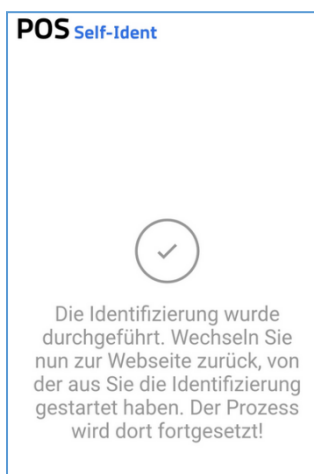 POS Self-Ident
Die Identifizierung wurde
durchgeführt. Wechseln Sie
nun zur Webseite zurück, von
der aus Sie die Identifizierung
gestartet haben. Der Prozess
wird dort fortgesetzt!